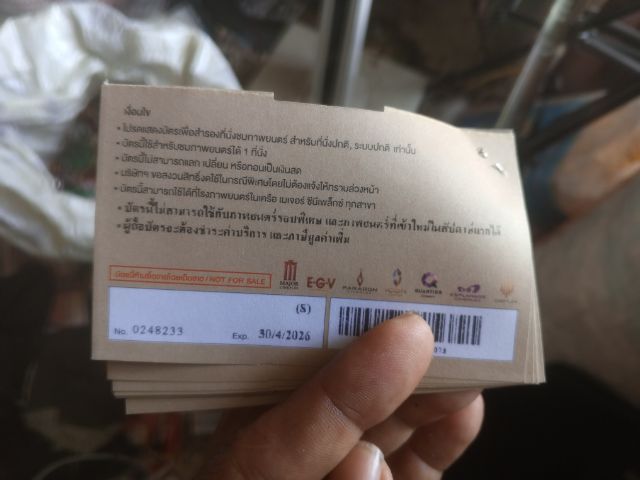 เงื่อนไข
• โปรดแสดงบัตรเพื่อสำรองที่นั่งชมภาพยนตร์ สำหรับที่นั่งปกติ, ระบบปกติ เท่านั้น
• บัตรนี้ใช้สำหรับชมภาพยนตร์ได้ 1 ที่นั่ง
• บัตรนี้ไม่สามารถแลก เปลี่ยน หรือทอนเป็นเงินสด
• บริษัทฯ ขอสงวนสิทธิ์งดใช้ในกรณีพิเศษโดยไม่ต้องแจ้งให้ทราบล่วงหน้า
• บัตรนี้สามารถใช้ได้ที่โรงภาพยนตร์ในเครือ เมเจอร์ ซีนีเพล็กซ์ ทุกสาขา
• บัตรนี้ไม่สามารถใช้กับภาพยนตร์รอบพิเศษ และภาพยนตร์ที่เข้าใหม่ในสัปดาห์แรกได้
• ผู้ถือบัตรจะต้องชำระค่าบริการ และภาษีมูลค่าเพิ่ม
บัตรนี้ห้ามซื้อขายโดยเด็ดขาด / NOT FOR SALE
MAJOR
EGV
PARAGON
QUARTIER
ESPLANADE
(S)
No. 0248233
Exp. 30/4/2026